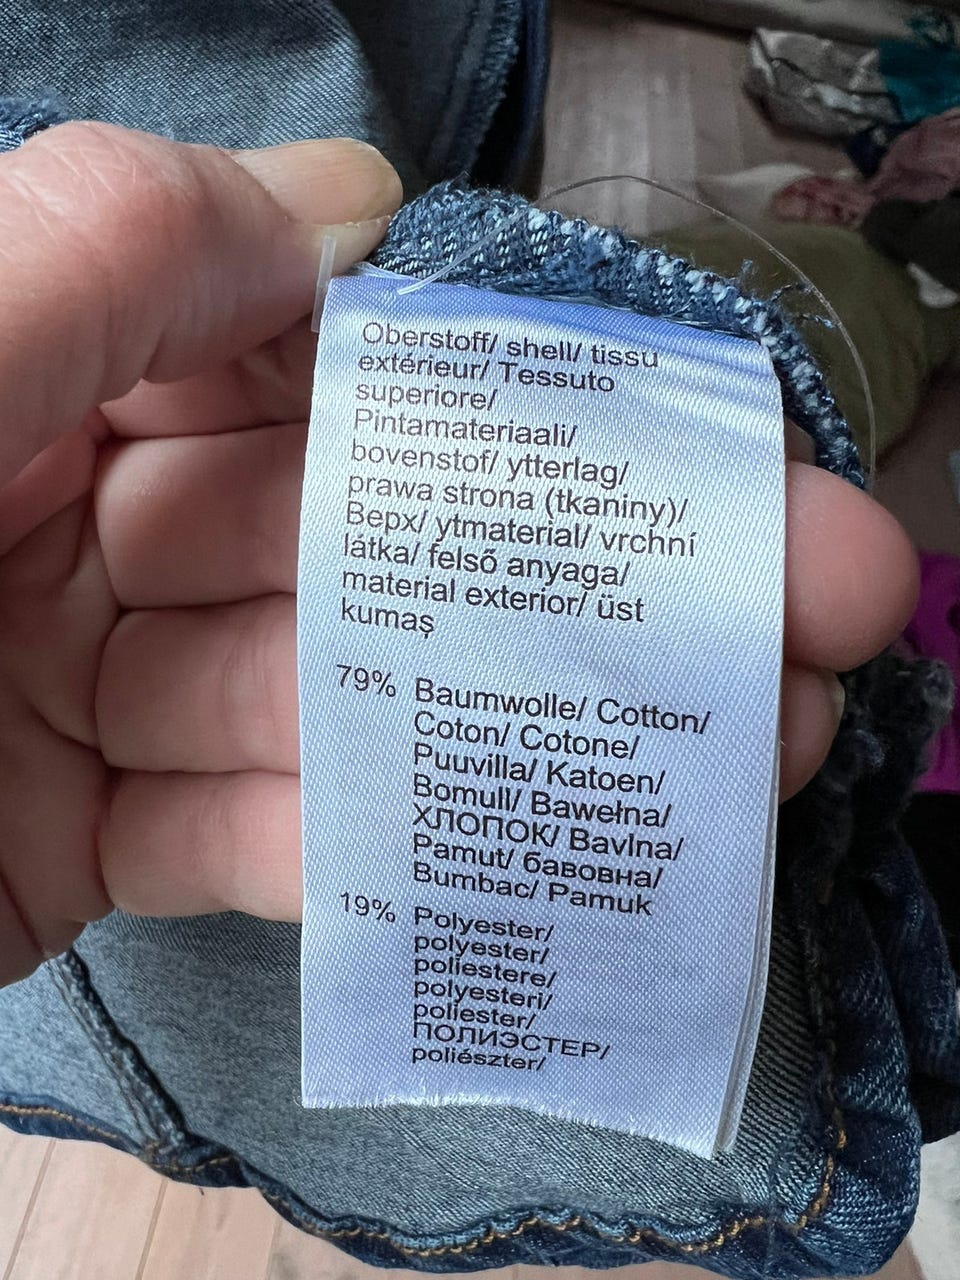 Oberstoff/ shell/ tissu
extérieur/ Tessuto
superiore/
Pintamateriaali/
bovenstof/ ytterlag/
prawa strona (tkaniny)/
Верх/ ytmaterial/ vrchní
látka/ felső anyaga/
material exterior/ üst
kumaş
79% Baumwolle/ Cotton/
Coton/ Cotone/
Puuvilla/ Katoen/
Bomull/ Bawełna/
ХЛОПОК/ Bavlna/
Pamut/ бавовна/
Bumbac/ Pamuk
19% Polyester/
polyester/
poliestere/
polyesteri/
poliester/
ПОЛИЭСТЕР/
poliészter/